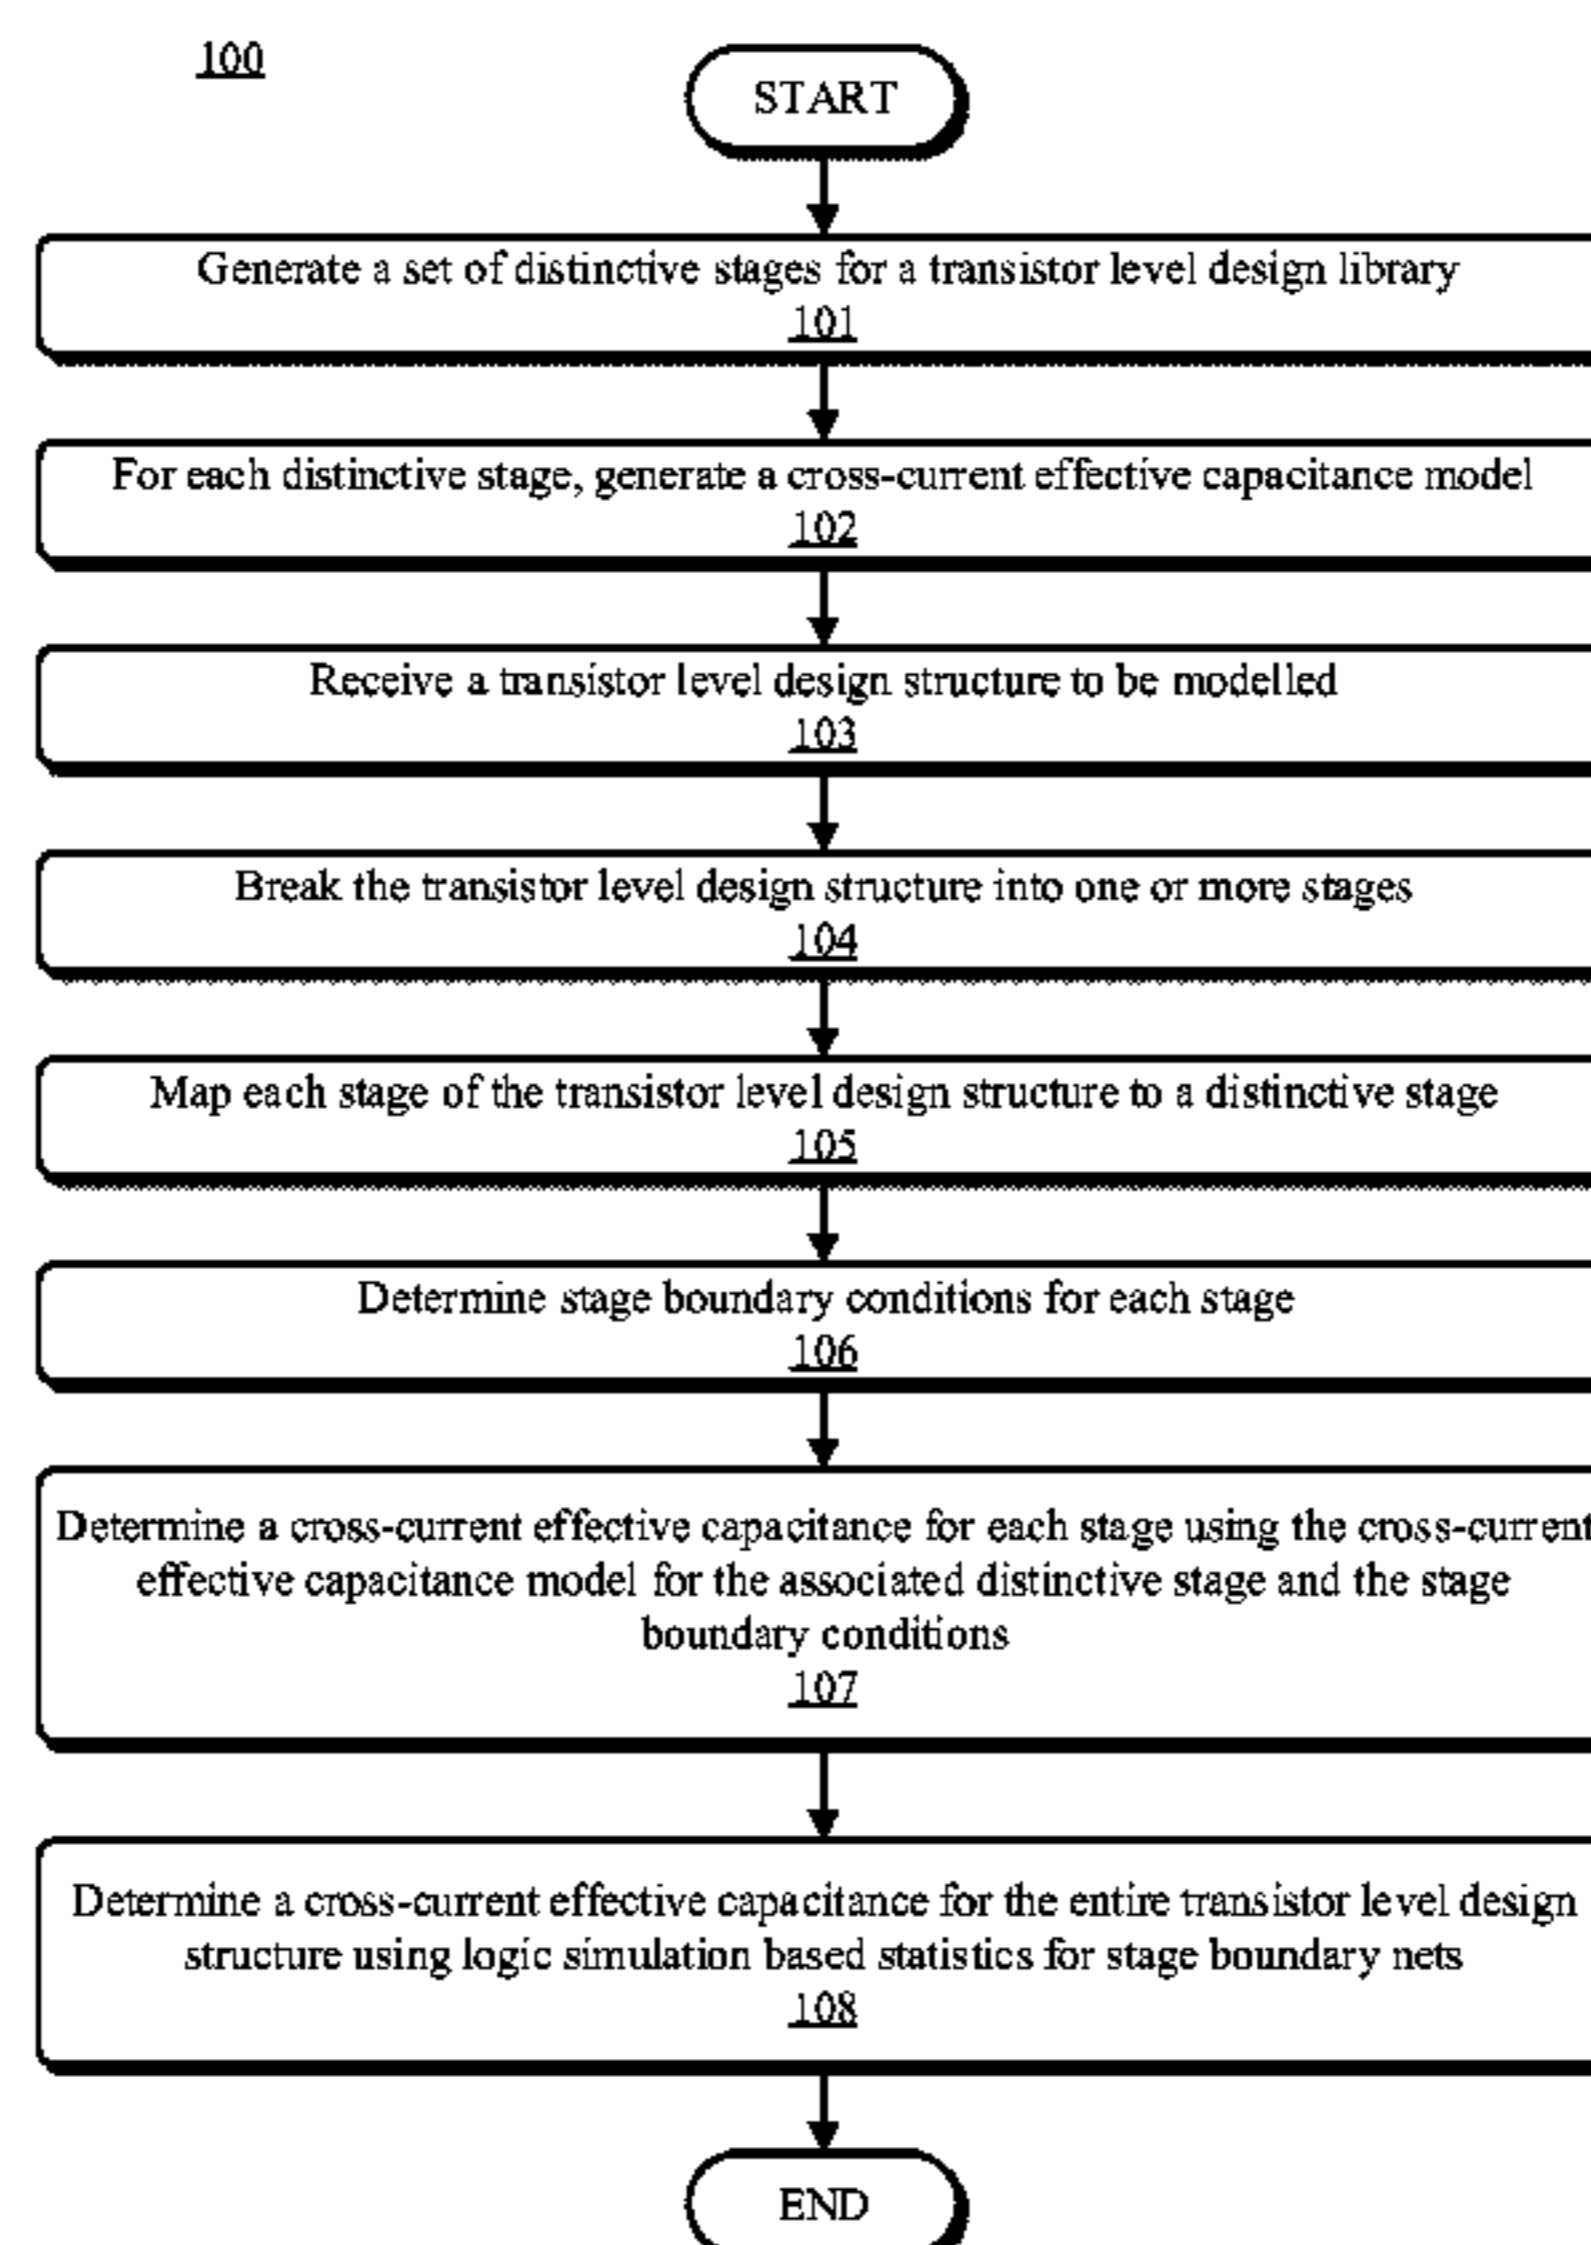 100
START
Generate a set of distinctive stages for a transistor level design library
101
For each distinctive stage, generate a cross-current effective capacitance model
102
Receive a transistor level design structure to be modelled
103
Break the transistor level design structure into one or more stages
104
Map each stage of the transistor level design structure to a distinctive stage
105
Determine stage boundary conditions for each stage
106
Determine a cross-current effective capacitance for each stage using the cross-current
effective capacitance model for the associated distinctive stage and the stage
boundary conditions
107
Determine a cross-current effective capacitance for the entire transistor level design
structure using logic simulation based statistics for stage boundary nets
108
END